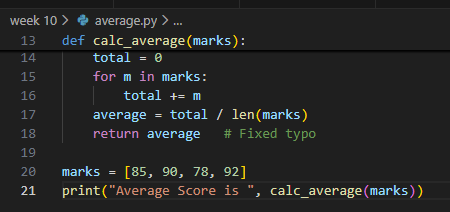 week 10 > average.py > ...
13 def calc_average(marks):
14     total = 0
15     for m in marks:
16         total += m
17     average = total / len(marks)
18     return average   # Fixed typo
19
20 marks = [85, 90, 78, 92]
21 print("Average Score is ", calc_average(marks))